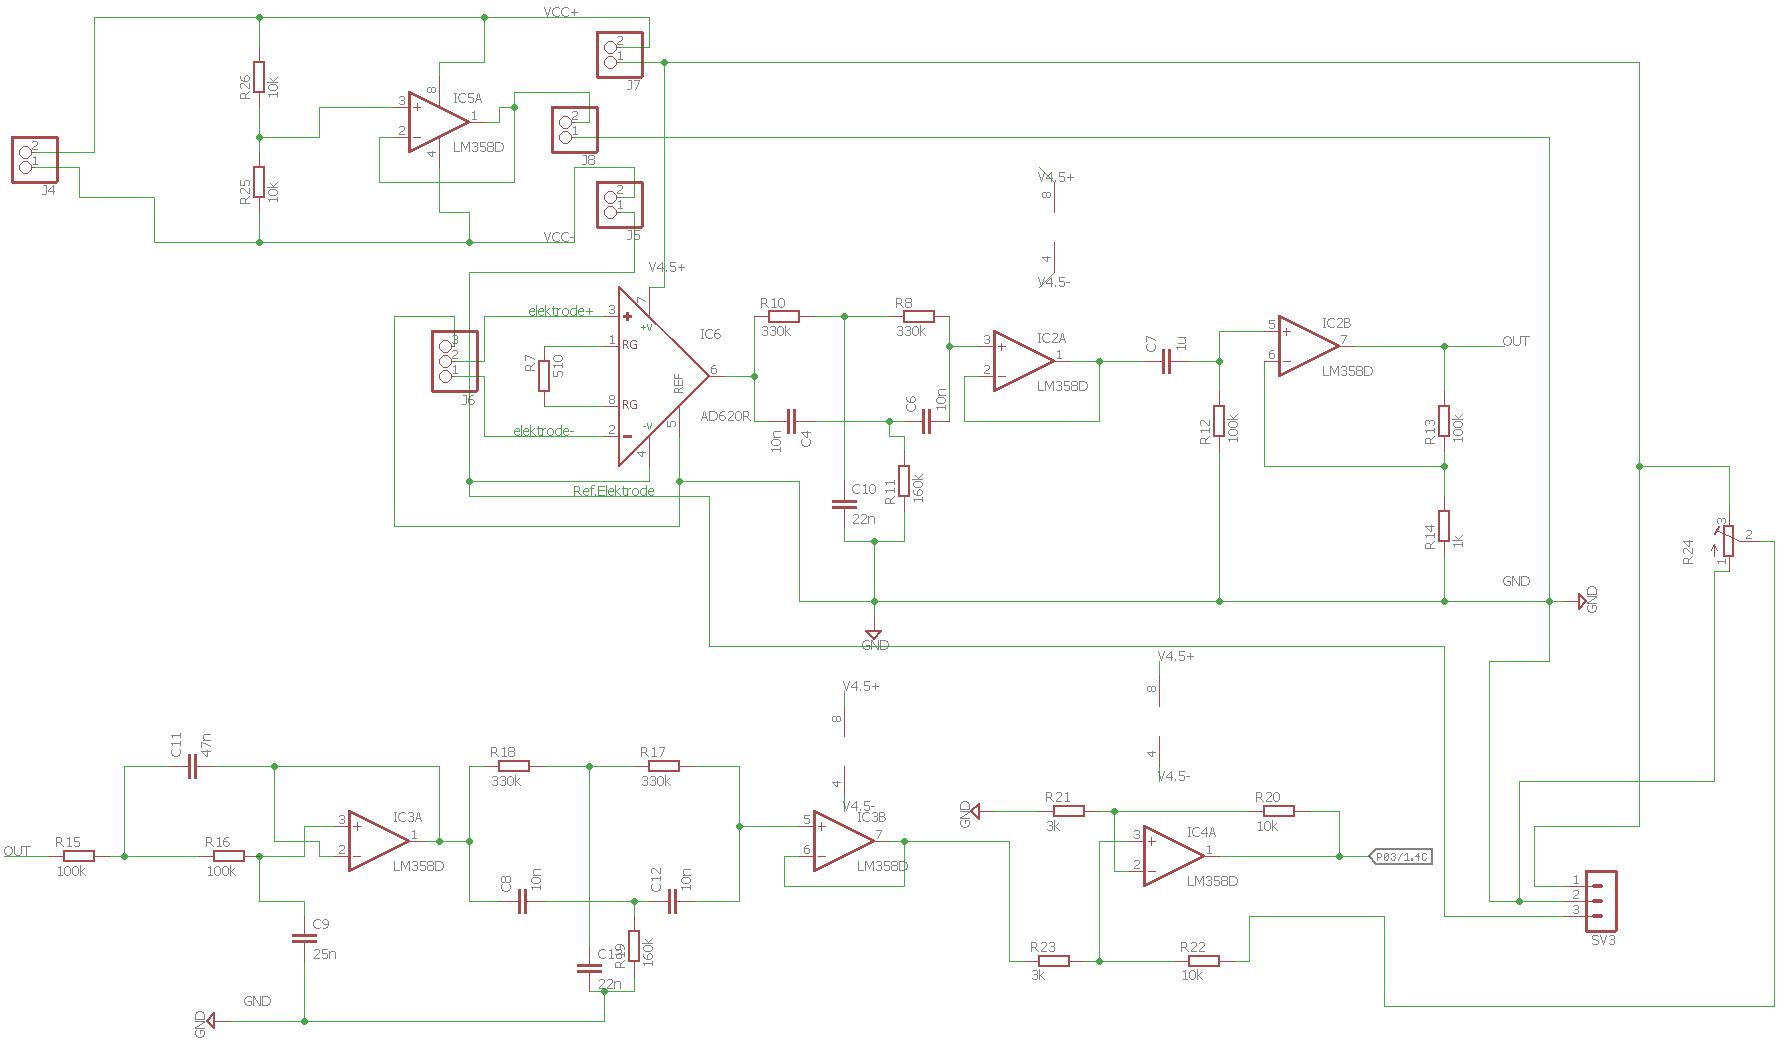 VCC+
2
1
J7
R26
10k
8
IC5A
3
1
2
4
LM358D
2
1
J8
2
1
J4
R25
10k
2
1
J5
VCC-
V4.5+
8
4
V4.5-
V4.5+
elektrode+
3
7
+V
1
RG
R7
510
8
RG
REF
IC6
6
AD620R
5
elektrode-
2
-V
4
3
2
1
J6
Ref.Elektrode
R10
330k
R8
330k
10n
C4
C6
10n
C10
22n
R11
160k
GND
3
2
1
IC2A
LM358D
C7
1u
R12
100k
5
6
7
IC2B
LM358D
OUT
R13
100k
R14
1k
GND
GND
R24
3
2
1
C11
47n
OUT
R15
100k
R16
100k
3
2
1
IC3A
LM358D
C9
25n
GND
GND
R18
330k
R17
330k
C8
10n
C12
10n
R19
160k
22n
V4.5+
8
4
V4.5-
IC3B
5
6
7
LM358D
V4.5+
8
4
V4.5-
GND
R21
3k
R20
10k
IC4A
3
2
1
LM358D
P03/1.4C
R23
3k
R22
10k
1
2
3
SV3